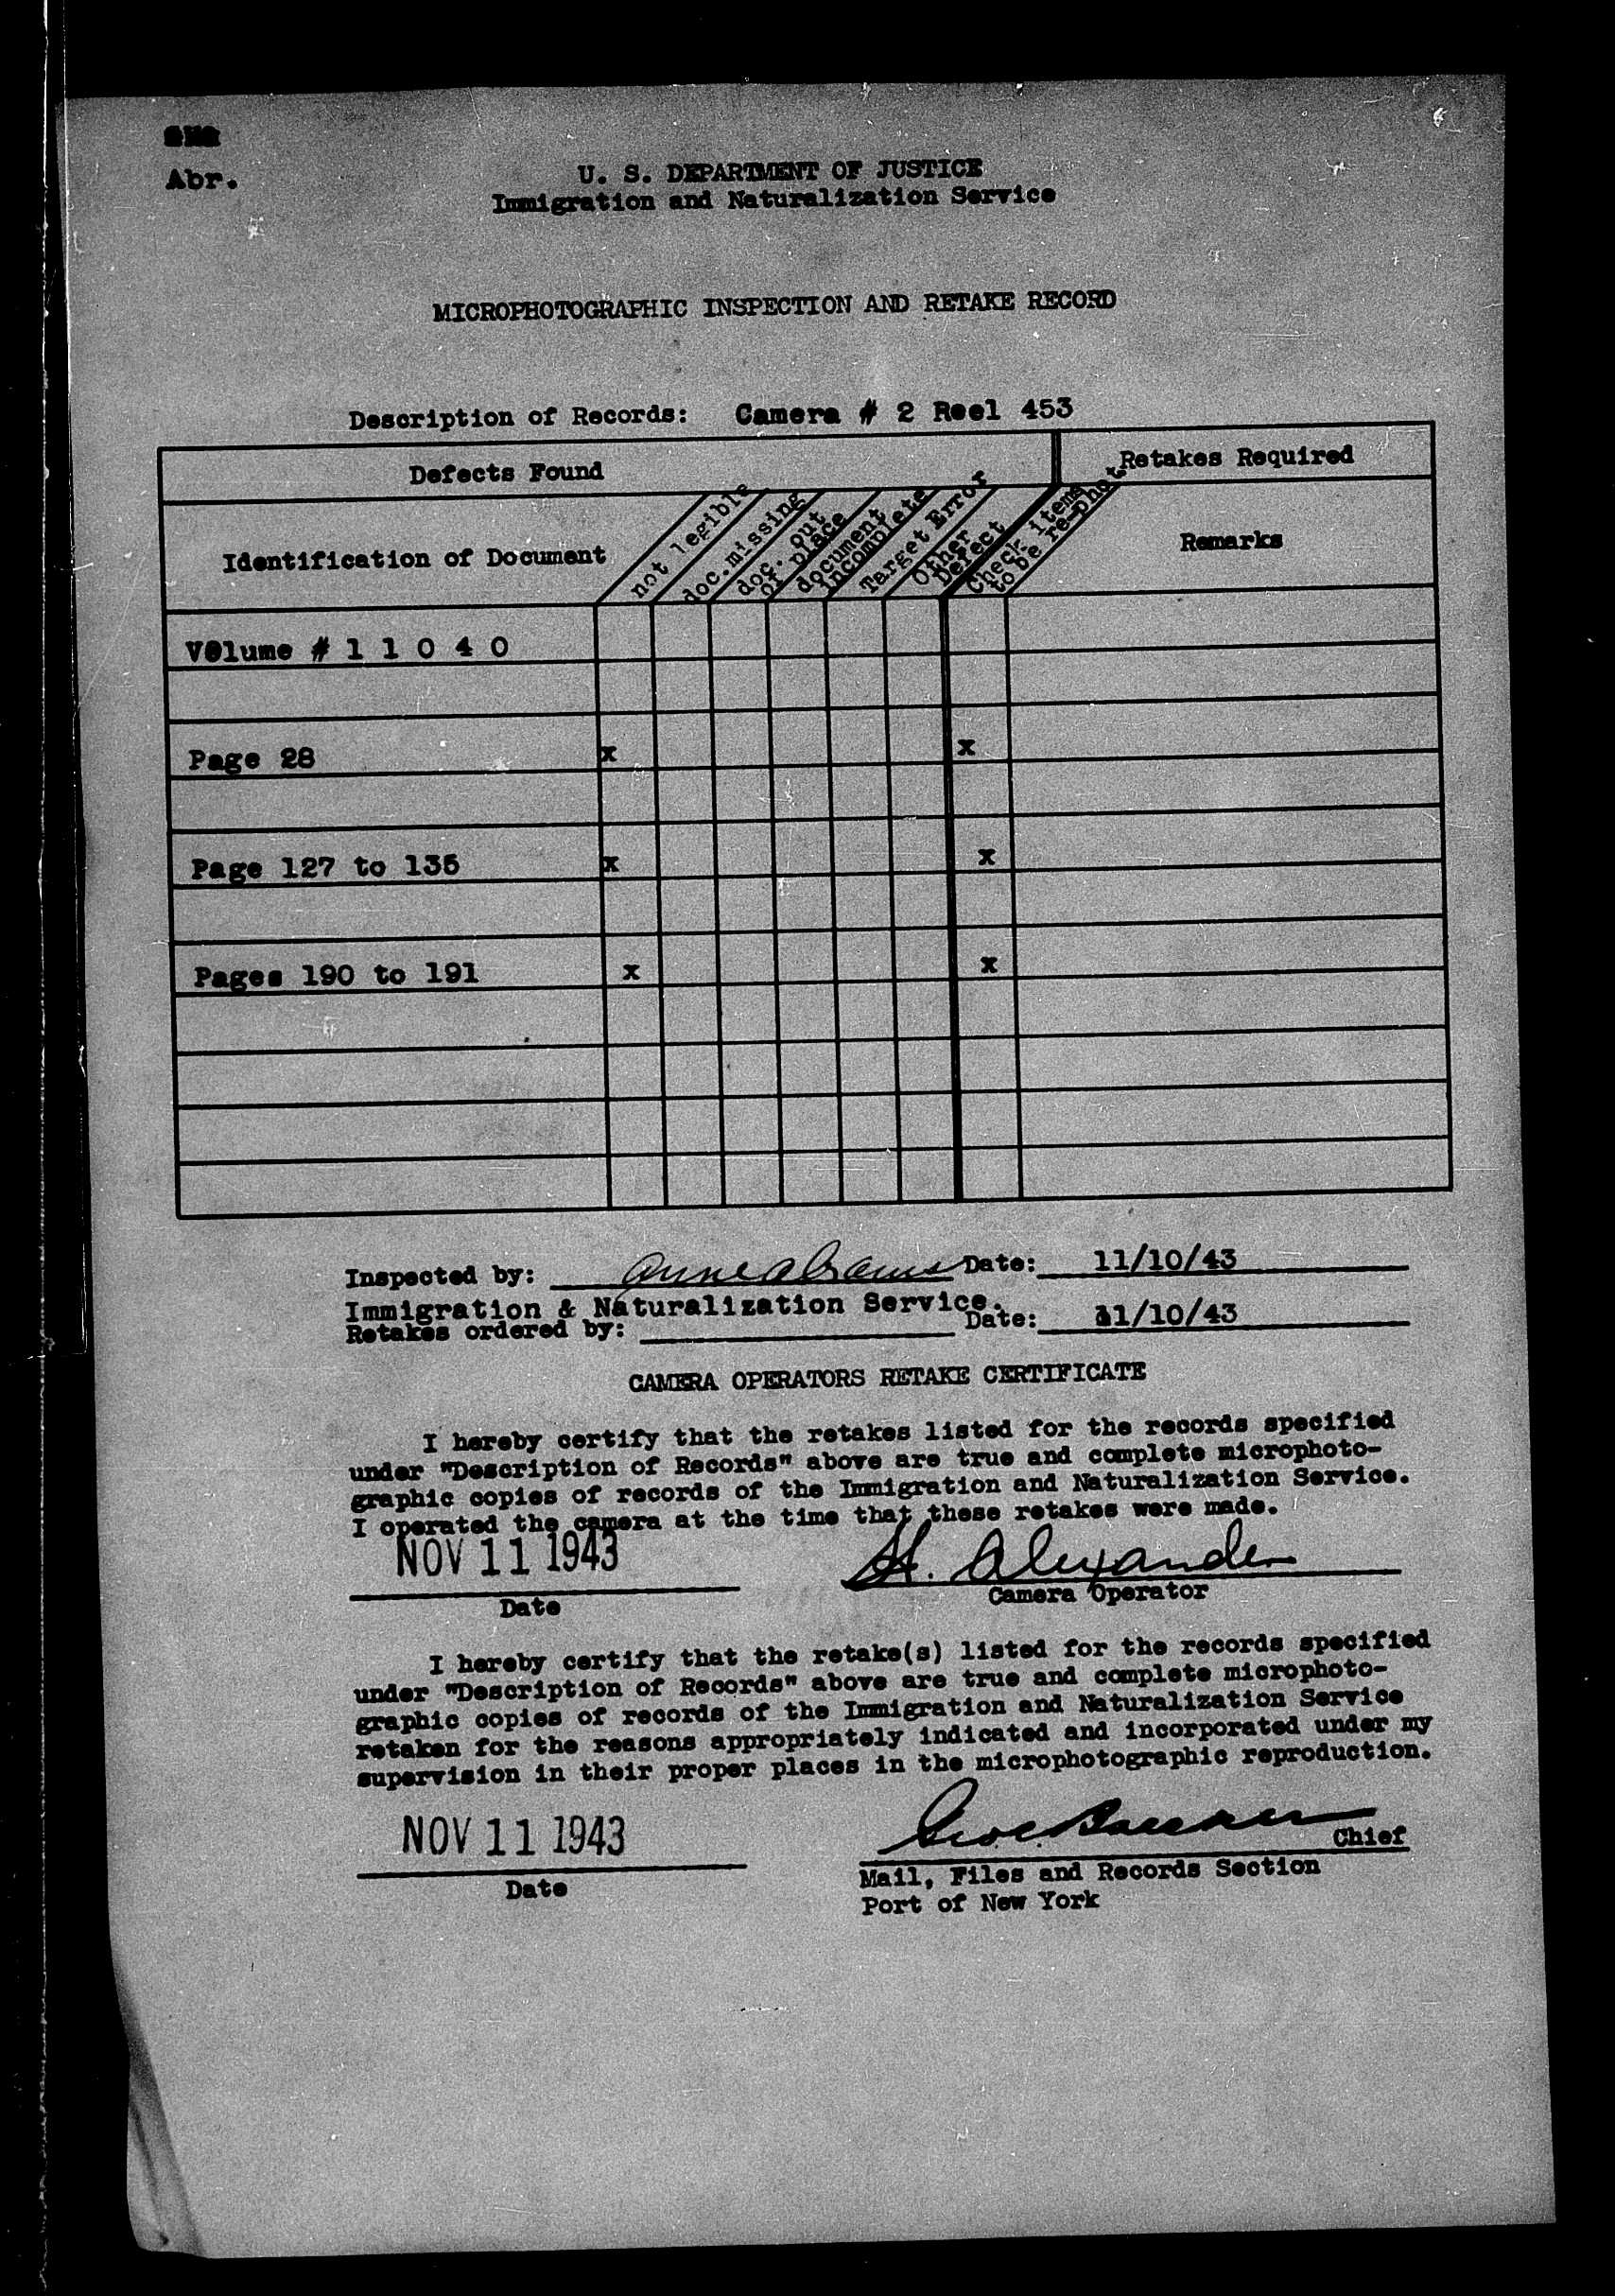 Abr.
U. S. DEPARTMENT OF JUSTICE
Immigration and Naturalization Service
MICROPHOTOGRAPHIC INSPECTION AND RETAKE RECORD
Description of Records: Camera # 2 Reel 453
Defects Found
Retakes Required
Identification of Document
not legible
doc.missing
doc. out
of place
document
incomplete
Target Error
Other
Defect
Check items
to be re-phot.
Remarks
V0lume # 1 1 0 4 0
Page 28 x x
Page 127 to 135 x x
Pages 190 to 191 x x
Inspected by: Anne Abrams Date: 11/10/43
Immigration & Naturalization Service.
Retakes ordered by: Date: 11/10/43
CAMERA OPERATORS RETAKE CERTIFICATE
I hereby certify that the retakes listed for the records specified
under "Description of Records" above are true and complete microphoto-
graphic copies of records of the Immigration and Naturalization Service.
I operated the camera at the time that these retakes were made.
NOV 11 1943
H. Alexander
Date
Camera Operator
I hereby certify that the retake(s) listed for the records specified
under "Description of Records" above are true and complete microphoto-
graphic copies of records of the Immigration and Naturalization Service
retaken for the reasons appropriately indicated and incorporated under my
supervision in their proper places in the microphotographic reproduction.
NOV 11 1943
Chief
Date
Mail, Files and Records Section
Port of New York